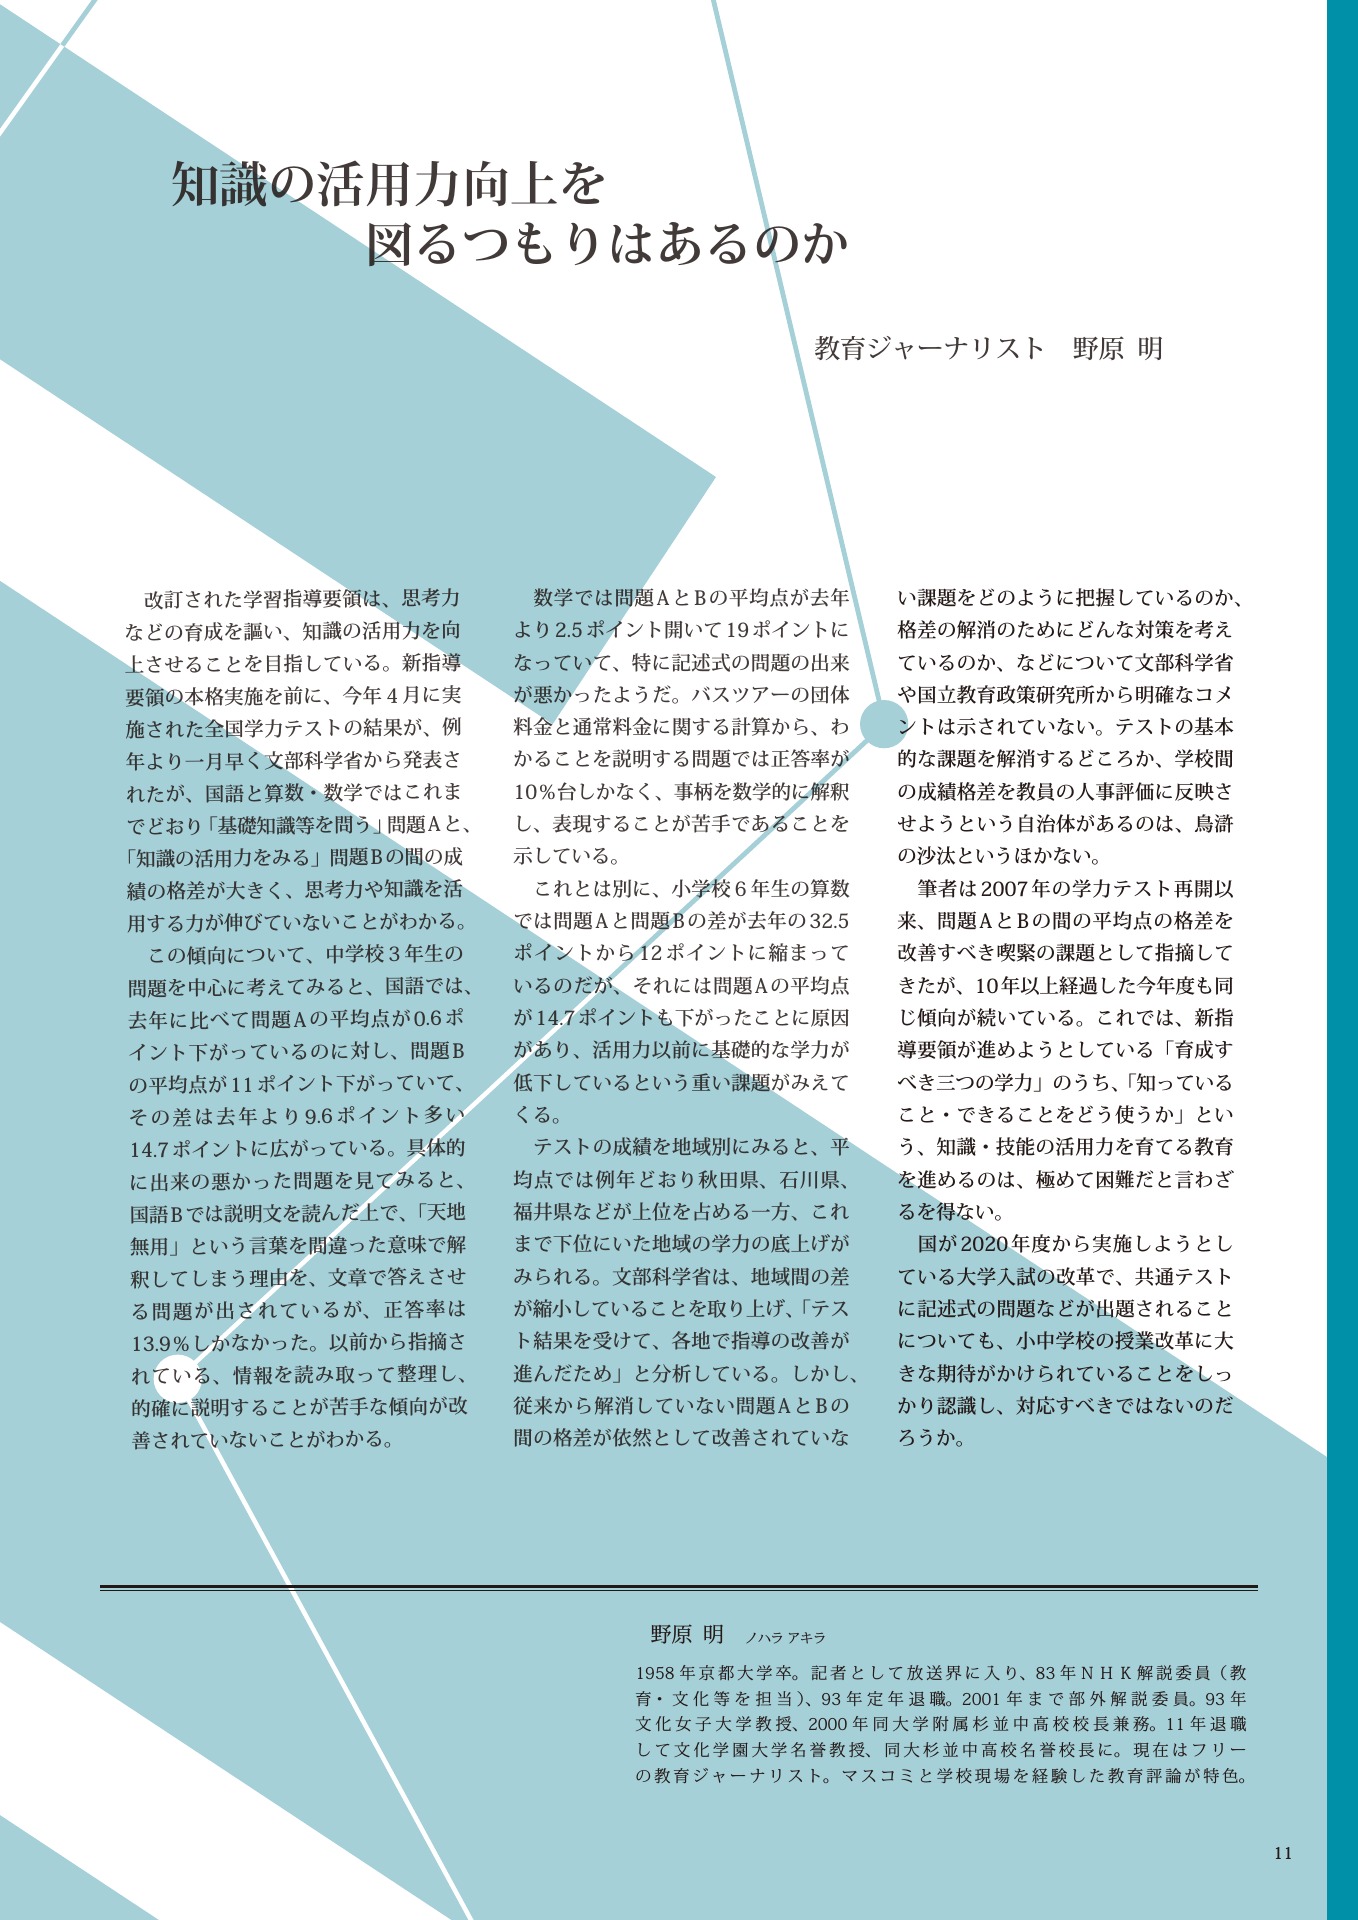 知識の活用力向上を
図るつもりはあるのか
教育ジャーナリスト　野原 明
改訂された学習指導要領は、思考力
などの育成を謳い、知識の活用力を向
上させることを目指している。新指導
要領の本格実施を前に、今年４月に実
施された全国学力テストの結果が、例
年より一月早く文部科学省から発表さ
れたが、国語と算数・数学ではこれま
でどおり「基礎知識等を問う」問題Aと、
「知識の活用力をみる」問題Bの間の成
績の格差が大きく、思考力や知識を活
用する力が伸びていないことがわかる。
この傾向について、中学校３年生の
問題を中心に考えてみると、国語では、
去年に比べて問題Aの平均点が0.6ポ
イント下がっているのに対し、問題B
の平均点が11ポイント下がっていて、
その差は去年より9.6ポイント多い
14.7ポイントに広がっている。具体的
に出来の悪かった問題を見てみると、
国語Bでは説明文を読んだ上で、「天地
無用」という言葉を間違った意味で解
釈してしまう理由を、文章で答えさせ
る問題が出されているが、正答率は
13.9％しかなかった。以前から指摘さ
れている、情報を読み取って整理し、
的確に説明することが苦手な傾向が改
善されていないことがわかる。
数学では問題AとBの平均点が去年
より2.5ポイント開いて19ポイントに
なっていて、特に記述式の問題の出来
が悪かったようだ。バスツアーの団体
料金と通常料金に関する計算から、わ
かることを説明する問題では正答率が
10％台しかなく、事柄を数学的に解釈
し、表現することが苦手であることを
示している。
これとは別に、小学校６年生の算数
では問題Aと問題Bの差が去年の32.5
ポイントから12ポイントに縮まって
いるのだが、それには問題Aの平均点
が14.7ポイントも下がったことに原因
があり、活用力以前に基礎的な学力が
低下しているという重い課題がみえて
くる。
テストの成績を地域別にみると、平
均点では例年どおり秋田県、石川県、
福井県などが上位を占める一方、これ
まで下位にいた地域の学力の底上げが
みられる。文部科学省は、地域間の差
が縮小していることを取り上げ、「テス
ト結果を受けて、各地で指導の改善が
進んだため」と分析している。しかし、
従来から解消していない問題AとBの
間の格差が依然として改善されていな
い課題をどのように把握しているのか、
格差の解消のためにどんな対策を考え
ているのか、などについて文部科学省
や国立教育政策研究所から明確なコメ
ントは示されていない。テストの基本
的な課題を解消するどころか、学校間
の成績格差を教員の人事評価に反映さ
せようという自治体があるのは、烏滸
の沙汰というほかない。
筆者は2007年の学力テスト再開以
来、問題AとBの間の平均点の格差を
改善すべき喫緊の課題として指摘して
きたが、10年以上経過した今年度も同
じ傾向が続いている。これでは、新指
導要領が進めようとしている「育成す
べき三つの学力」のうち、「知っている
こと・できることをどう使うか」とい
う、知識・技能の活用力を育てる教育
を進めるのは、極めて困難だと言わざ
るを得ない。
国が2020年度から実施しようとし
ている大学入試の改革で、共通テスト
に記述式の問題などが出題されること
についても、小中学校の授業改革に大
きな期待がかけられていることをしっ
かり認識し、対応すべきではないのだ
ろうか。
野原 明　ノハラ アキラ
1958年京都大学卒。記者として放送界に入り、83年ＮＨＫ解説委員（教
育・文化等を担当）、93年定年退職。2001年まで部外解説委員。93年
文化女子大学教授、2000年同大学附属杉並中高校校長兼務。11年退職
して文化学園大学名誉教授、同大杉並中高校名誉校長に。現在はフリー
の教育ジャーナリスト。マスコミと学校現場を経験した教育評論が特色。
11